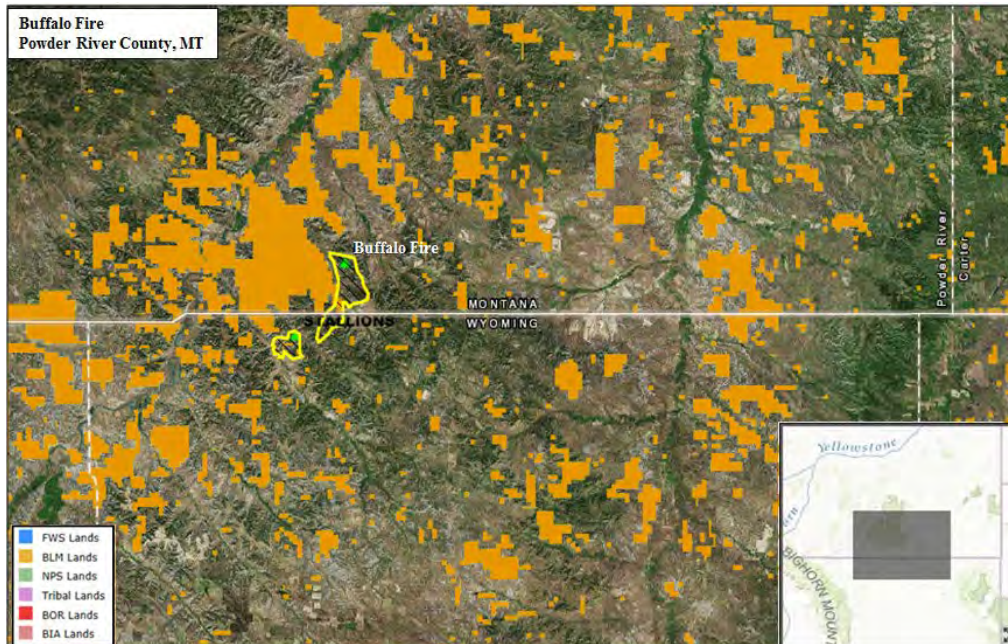 Buffalo Fire
Powder River County, MT
Buffalo Fire
MONTANA
STALLIONS
WYOMING
Powder River
Carter
FWS Lands
BLM Lands
NPS Lands
Tribal Lands
BOR Lands
BIA Lands
Yellowstone
BIGHORN MOUN